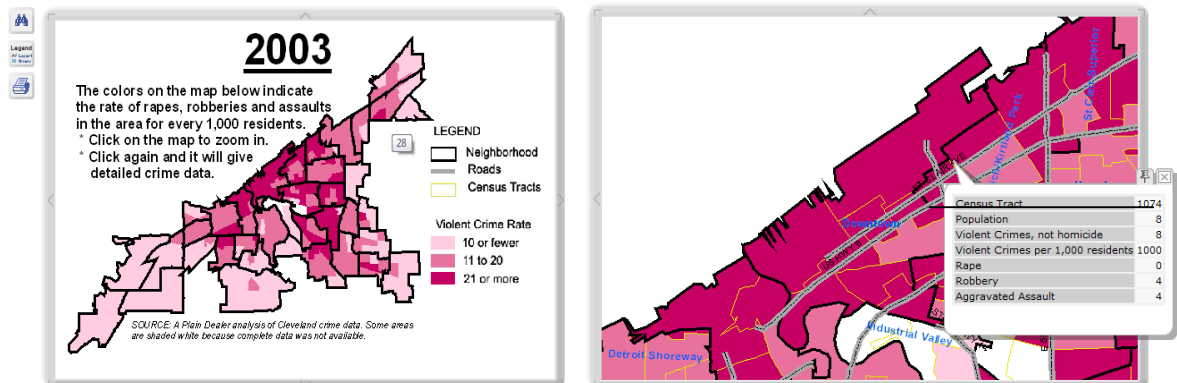 Legend
2003
The colors on the map below indicate
the rate of rapes, robberies and assaults
in the area for every 1,000 residents.
* Click on the map to zoom in.
* Click again and it will give
detailed crime data.
28
LEGEND
Neighborhood
Roads
Census Tracts
Violent Crime Rate
10 or fewer
11 to 20
21 or more
SOURCE: A Plain Dealer analysis of Cleveland crime data. Some areas
are shaded white because complete data was not available.
St.Clair-Superior
Kirtland Park
Downtown
Industrial Valley
Detroit Shoreway
Census Tract 1074
Population 8
Violent Crimes, not homicide 8
Violent Crimes per 1,000 residents 1000
Rape 0
Robbery 4
Aggravated Assault 4